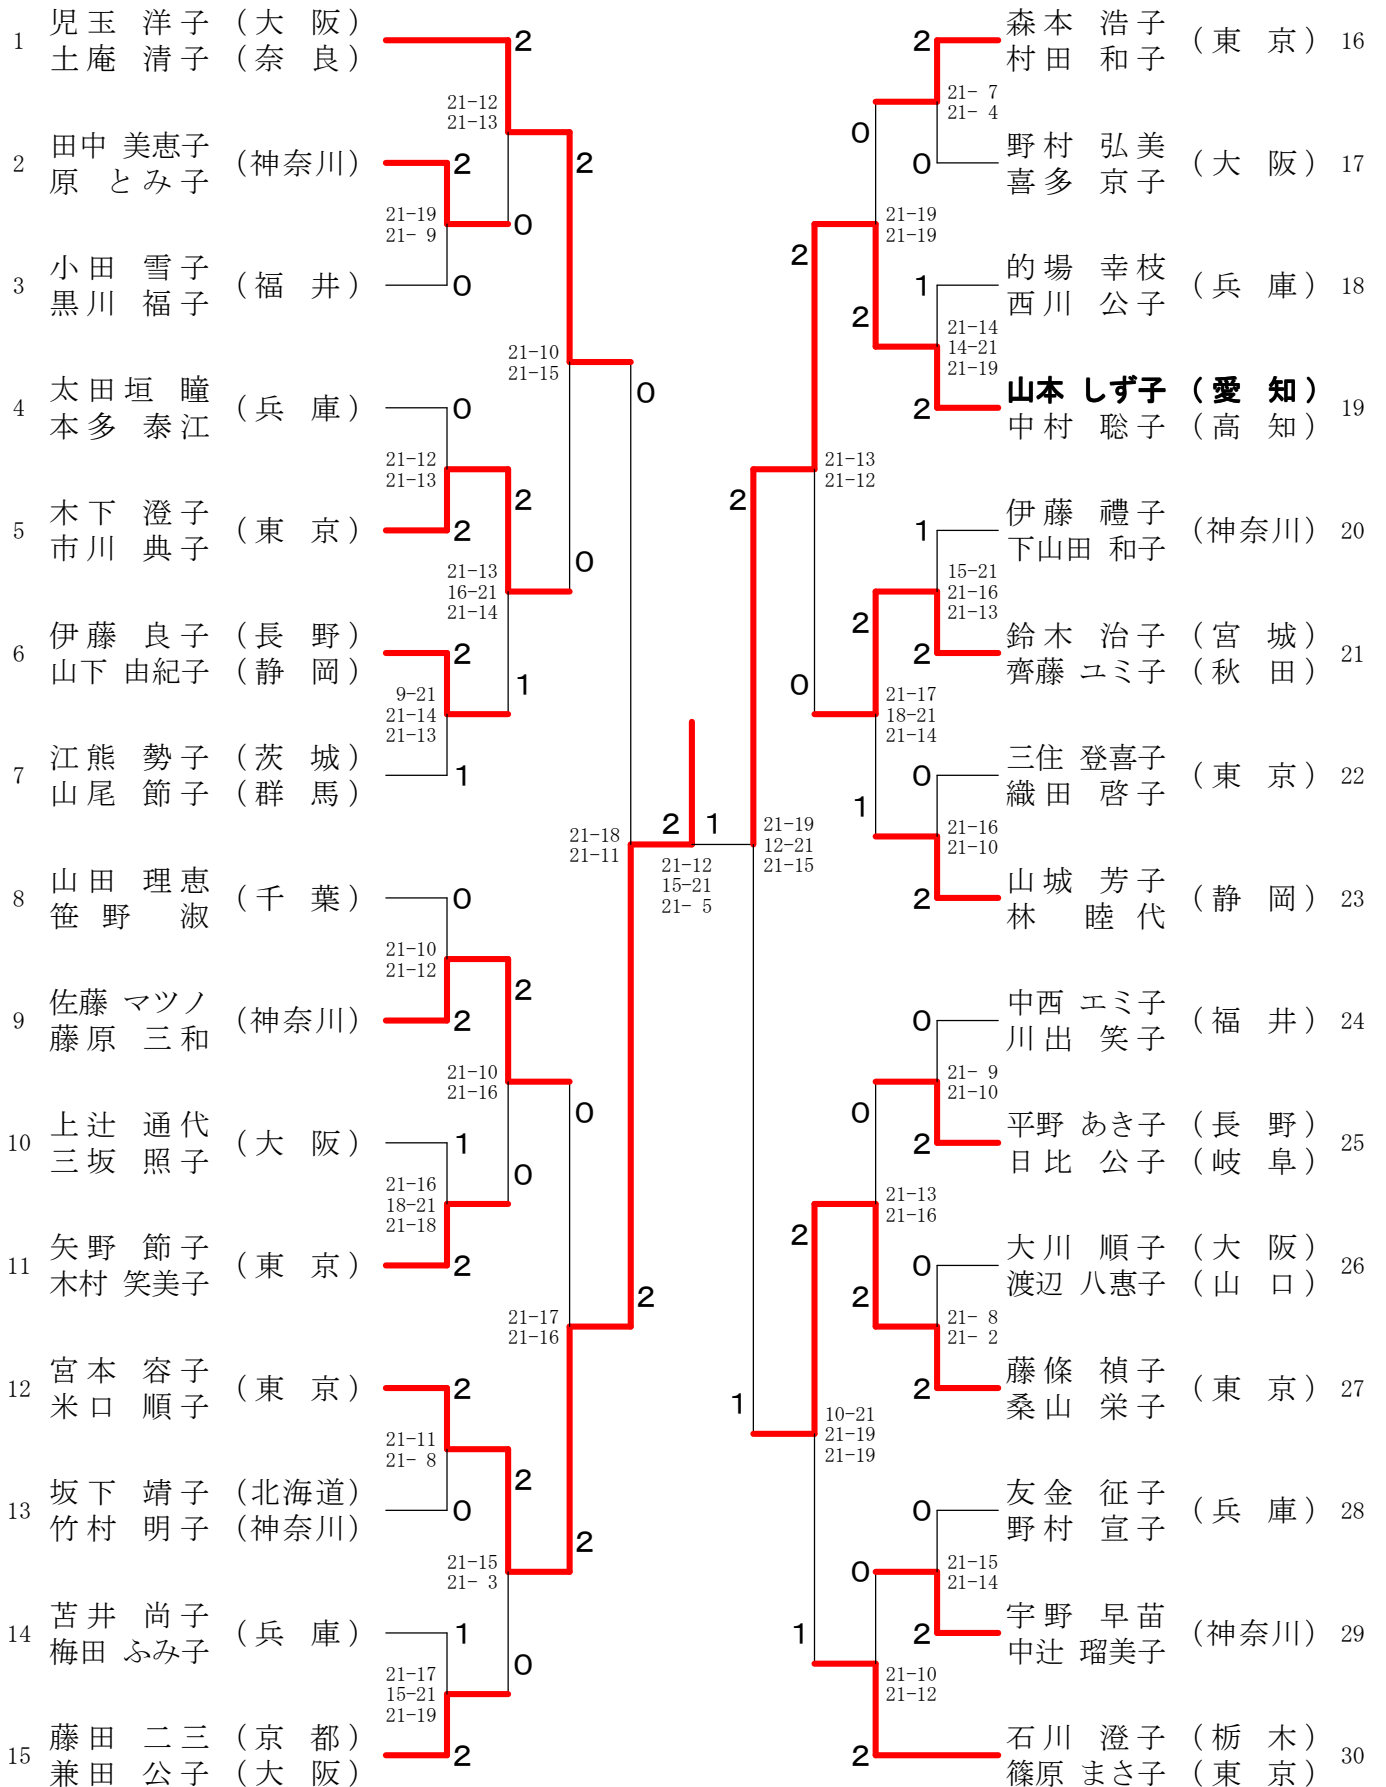 1 児玉 洋子 （大 阪）
土庵 清子 （奈 良）
2
21-12
21-13
2 田中 美恵子 （神奈川）
原 とみ子
2
2
21-19
21- 9
0
3 小田 雪子 （福 井）
黒川 福子
0
21-10
21-15
0
4 太田垣 瞳 （兵 庫）
本多 泰江
0
21-12
21-13
2
5 木下 澄子 （東 京）
市川 典子
2
0
21-13
16-21
21-14
6 伊藤 良子 （長 野）
山下 由紀子 （静 岡）
2
1
9-21
21-14
21-13
7 江熊 勢子 （茨 城）
山尾 節子 （群 馬）
1
21-18
21-11
8 山田 理恵 （千 葉）
笹野 淑
0
21-10
21-12
2
9 佐藤 マツノ （神奈川）
藤原 三和
2
21-10
21-16
0
10 上辻 通代 （大 阪）
三坂 照子
1
0
21-16
18-21
21-18
11 矢野 節子 （東 京）
木村 笑美子
2
2
21-17
21-16
12 宮本 容子 （東 京）
米口 順子
2
21-11
21- 8
2
13 坂下 靖子 （北海道）
竹村 明子 （神奈川）
0
2
21-15
21- 3
14 苫井 尚子 （兵 庫）
梅田 ふみ子
1
0
21-17
15-21
21-19
15 藤田 二三 （京 都）
兼田 公子 （大 阪）
2
2 1
21-12
15-21
21- 5
2
森本 浩子 （東 京） 16
村田 和子
21- 7
21- 4
0
0
野村 弘美 （大 阪） 17
喜多 京子
21-19
21-19
2
1
的場 幸枝 （兵 庫） 18
西川 公子
2
21-14
14-21
21-19
2
山本 しず子 （愛 知） 19
中村 聡子 （高 知）
21-13
21-12
2
1
伊藤 禮子 （神奈川） 20
下山田 和子
15-21
21-16
21-13
2
2
鈴木 治子 （宮 城） 21
齊藤 ユミ子 （秋 田）
0
21-17
18-21
21-14
0
三住 登喜子 （東 京） 22
織田 啓子
1
21-16
21-10
21-19
12-21
21-15
2
山城 芳子 （静 岡） 23
林 睦代
0
中西 エミ子 （福 井） 24
川出 笑子
21- 9
21-10
0
2
平野 あき子 （長 野） 25
日比 公子 （岐 阜）
21-13
21-16
2
0
大川 順子 （大 阪） 26
渡辺 八惠子 （山 口）
2
21- 8
21- 2
2
藤條 禎子 （東 京） 27
桑山 栄子
1
10-21
21-19
21-19
0
友金 征子 （兵 庫） 28
野村 宣子
21-15
21-14
0
2
宇野 早苗 （神奈川） 29
中辻 瑠美子
1
21-10
21-12
2
石川 澄子 （栃 木） 30
篠原 まさ子 （東 京）